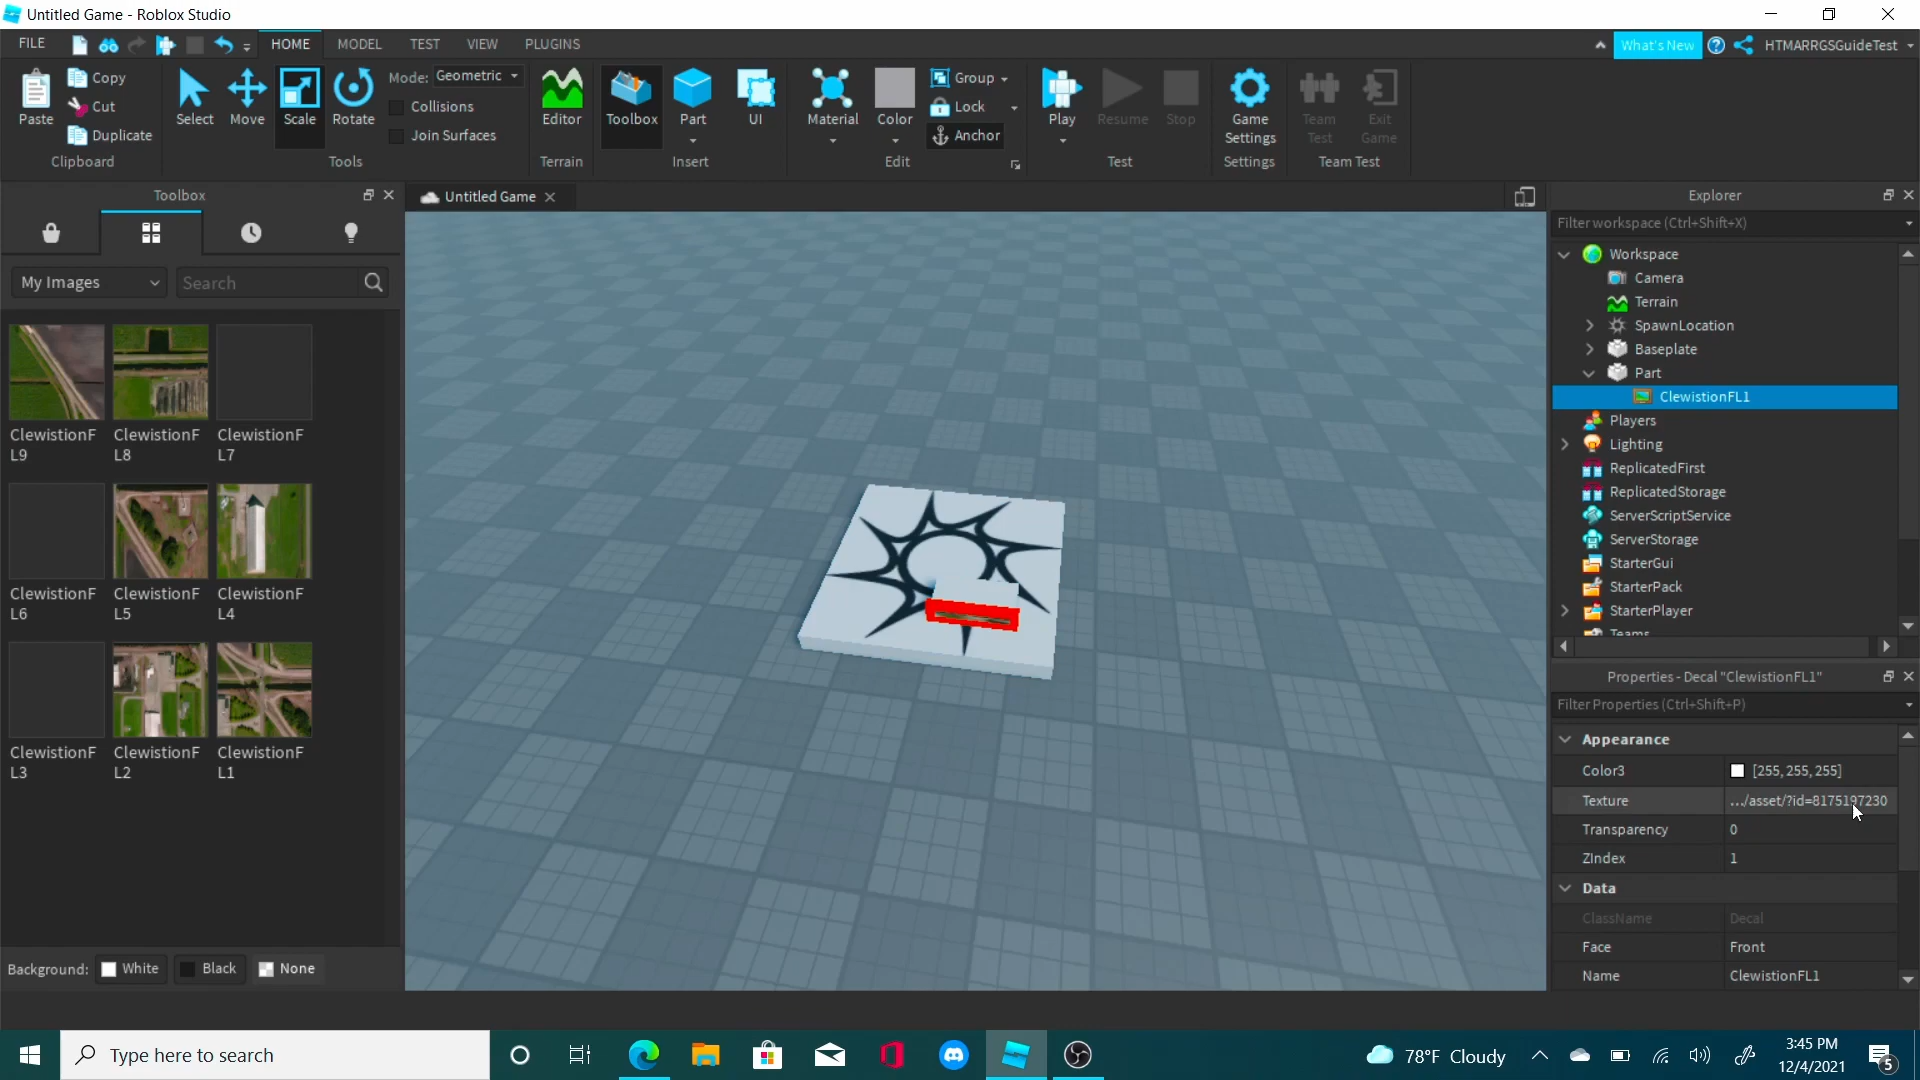 Untitled Game - Roblox Studio
FILE HOME MODEL TEST VIEW PLUGINS What's New HTMARRGSGuideTest
Paste Copy Cut Duplicate Clipboard
Select Move Scale Rotate Mode: Geometric Collisions Join Surfaces Tools
Editor Terrain
Toolbox Part UI Insert
Material Color Group Lock Anchor Edit
Play Resume Stop Test
Game Settings Settings
Team Test Exit Game Team Test
Toolbox
My Images Search
ClewistionF L9
ClewistionF L8
ClewistionF L7
ClewistionF L6
ClewistionF L5
ClewistionF L4
ClewistionF L3
ClewistionF L2
ClewistionF L1
Background: White Black None
Untitled Game
Explorer
Filter workspace (Ctrl+Shift+X)
Workspace
Camera
Terrain
SpawnLocation
Baseplate
Part
ClewistionFL1
Players
Lighting
ReplicatedFirst
ReplicatedStorage
ServerScriptService
ServerStorage
StarterGui
StarterPack
StarterPlayer
Teams
Properties - Decal "ClewistionFL1"
Filter Properties (Ctrl+Shift+P)
Appearance
Color3 [255, 255, 255]
Texture .../asset/?id=8175197230
Transparency 0
ZIndex 1
Data
ClassName Decal
Face Front
Name ClewistionFL1
Type here to search
78°F Cloudy
3:45 PM
12/4/2021
5